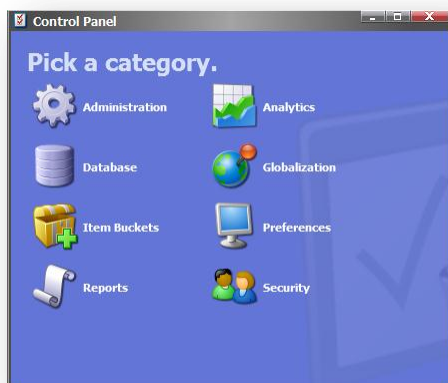 Control Panel
Pick a category.
Administration
Analytics
Database
Globalization
Item Buckets
Preferences
Reports
Security